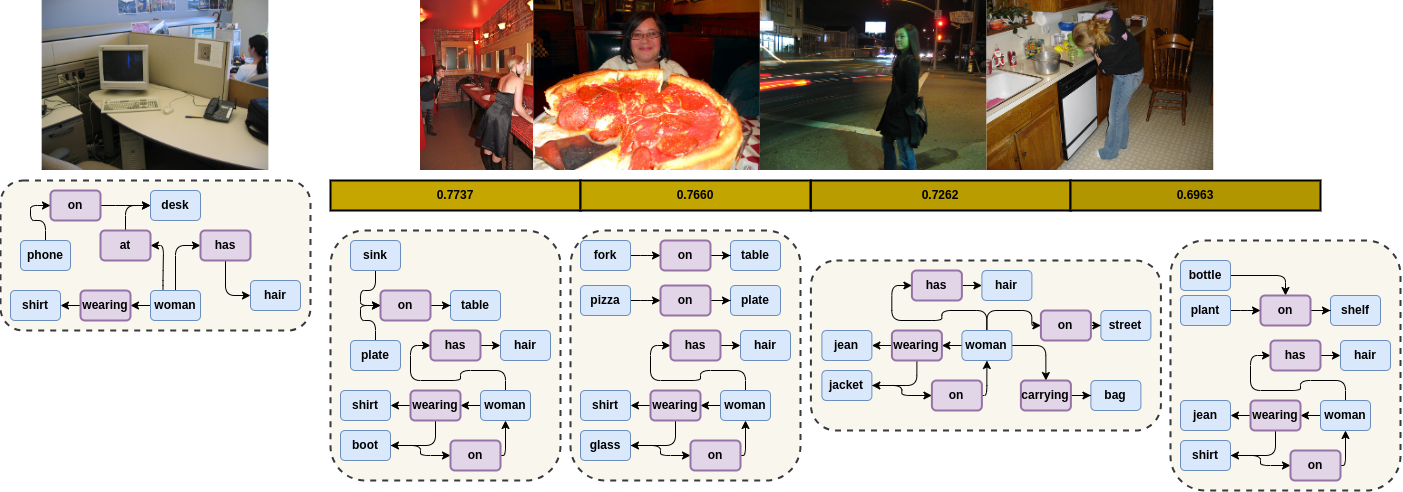 0.7737
0.7660
0.7262
0.6963
on
desk
at
has
phone
hair
shirt
wearing
woman
sink
on
table
has
hair
plate
shirt
wearing
woman
boot
on
fork
on
table
pizza
on
plate
has
hair
shirt
wearing
woman
glass
on
has
hair
on
street
jean
wearing
woman
jacket
on
carrying
bag
bottle
plant
on
shelf
has
hair
jean
wearing
woman
shirt
on